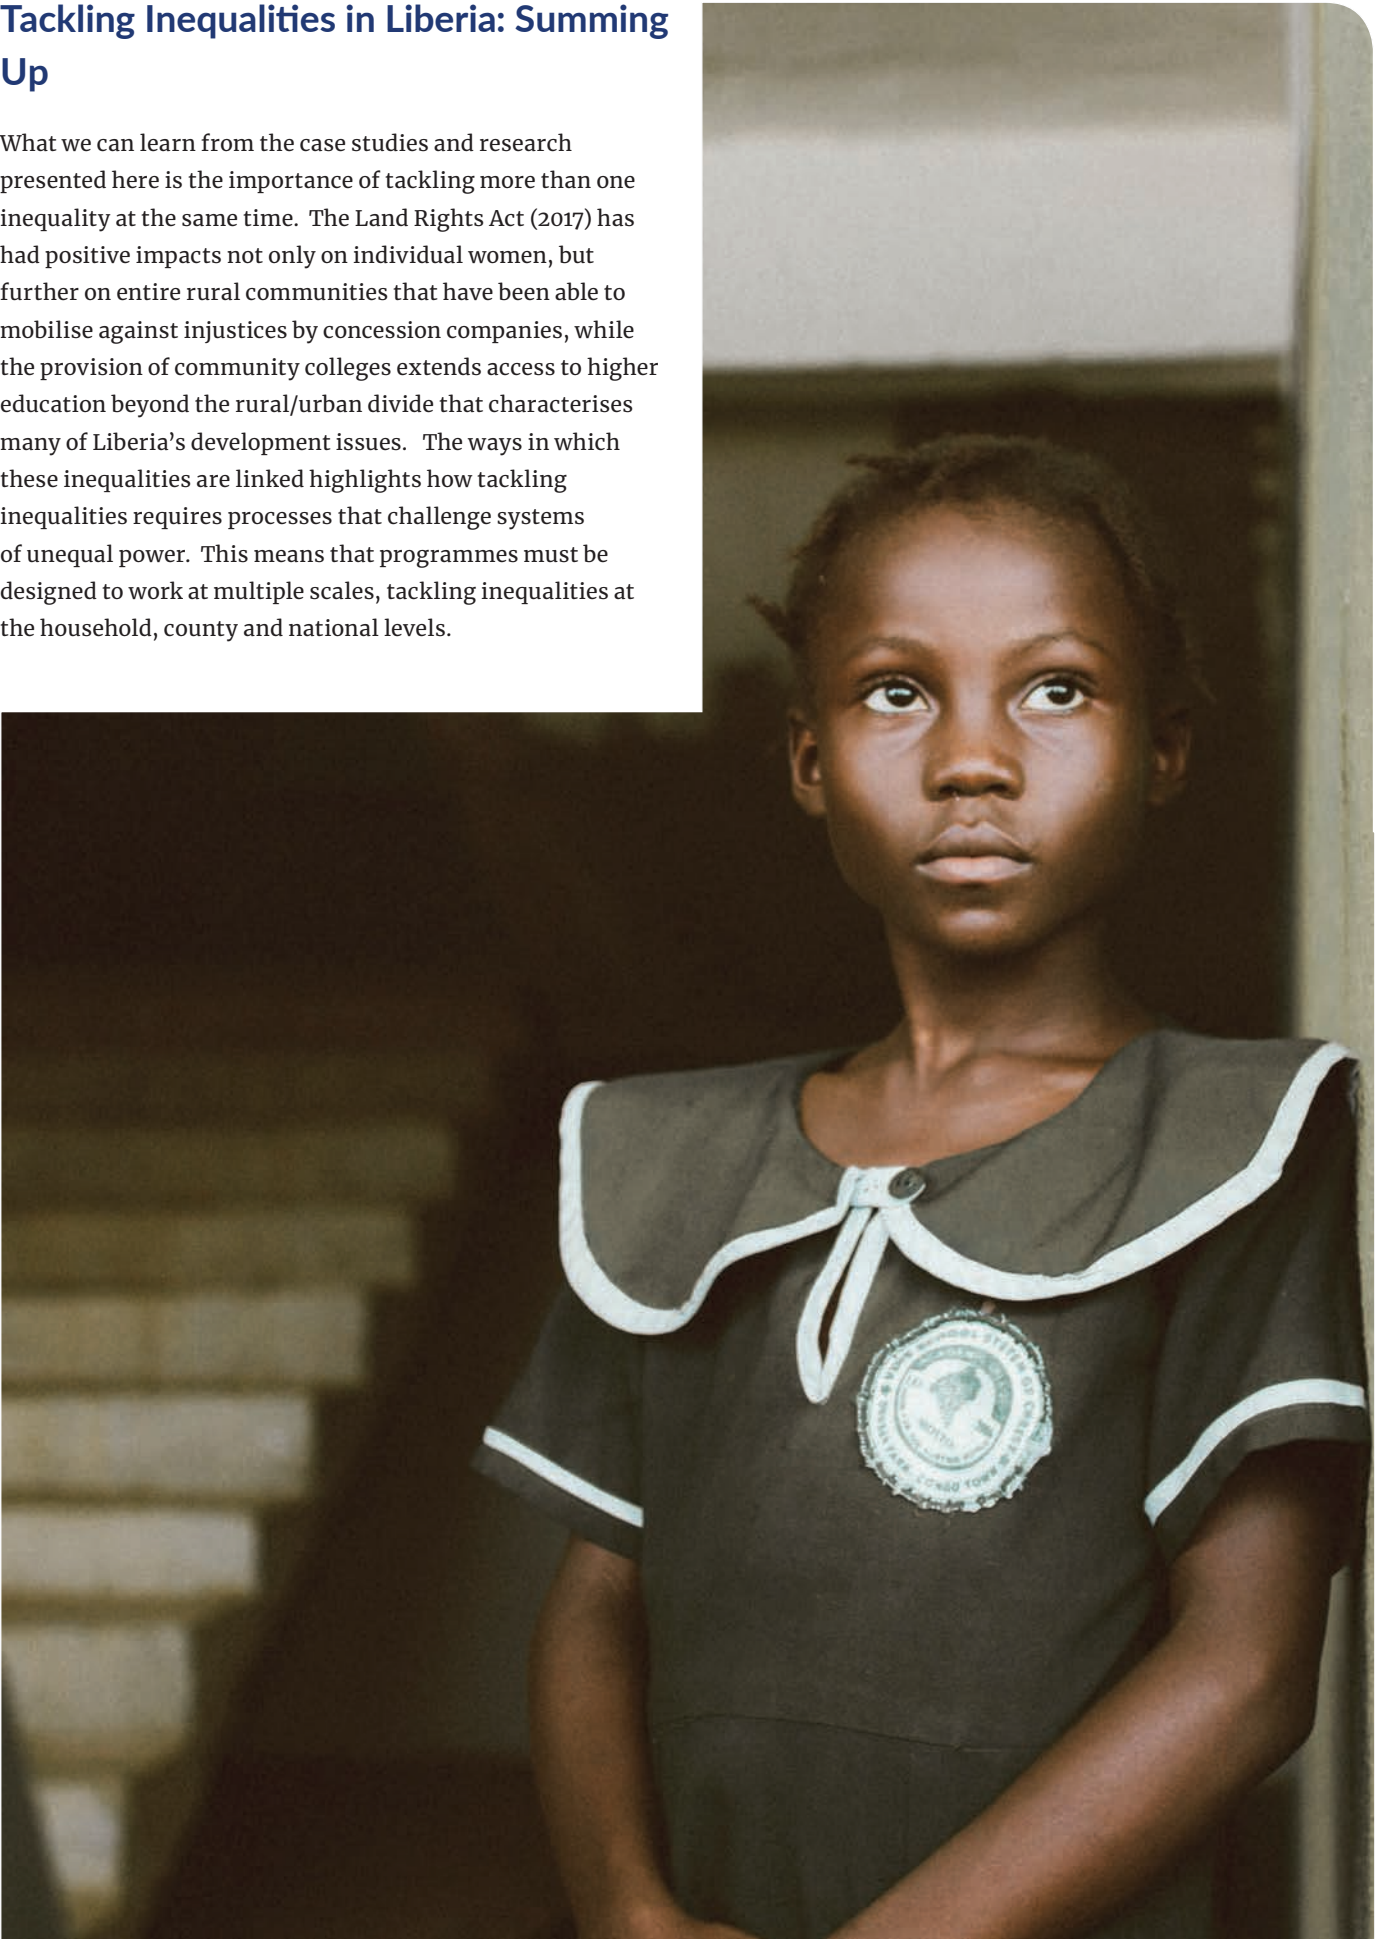 Tackling Inequalities in Liberia: Summing
Up
What we can learn from the case studies and research
presented here is the importance of tackling more than one
inequality at the same time.  The Land Rights Act (2017) has
had positive impacts not only on individual women, but
further on entire rural communities that have been able to
mobilise against injustices by concession companies, while
the provision of community colleges extends access to higher
education beyond the rural/urban divide that characterises
many of Liberia’s development issues.   The ways in which
these inequalities are linked highlights how tackling
inequalities requires processes that challenge systems
of unequal power.  This means that programmes must be
designed to work at multiple scales, tackling inequalities at
the household, county and national levels.
SCHOOL SYSTEM OF
CONGO TOWN
MOTTO